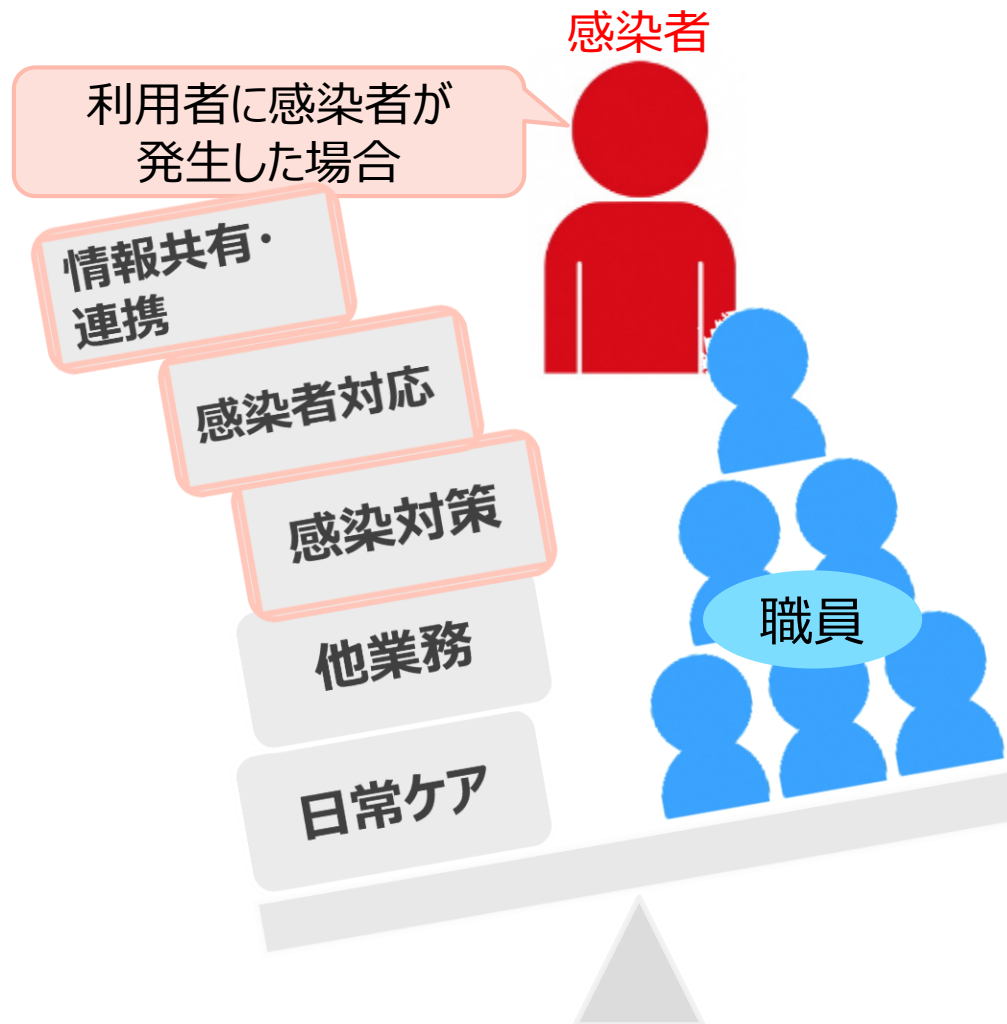 感染者
利用者に感染者が
発生した場合
情報共有・
連携
感染者対応
感染対策
他業務
日常ケア
職員